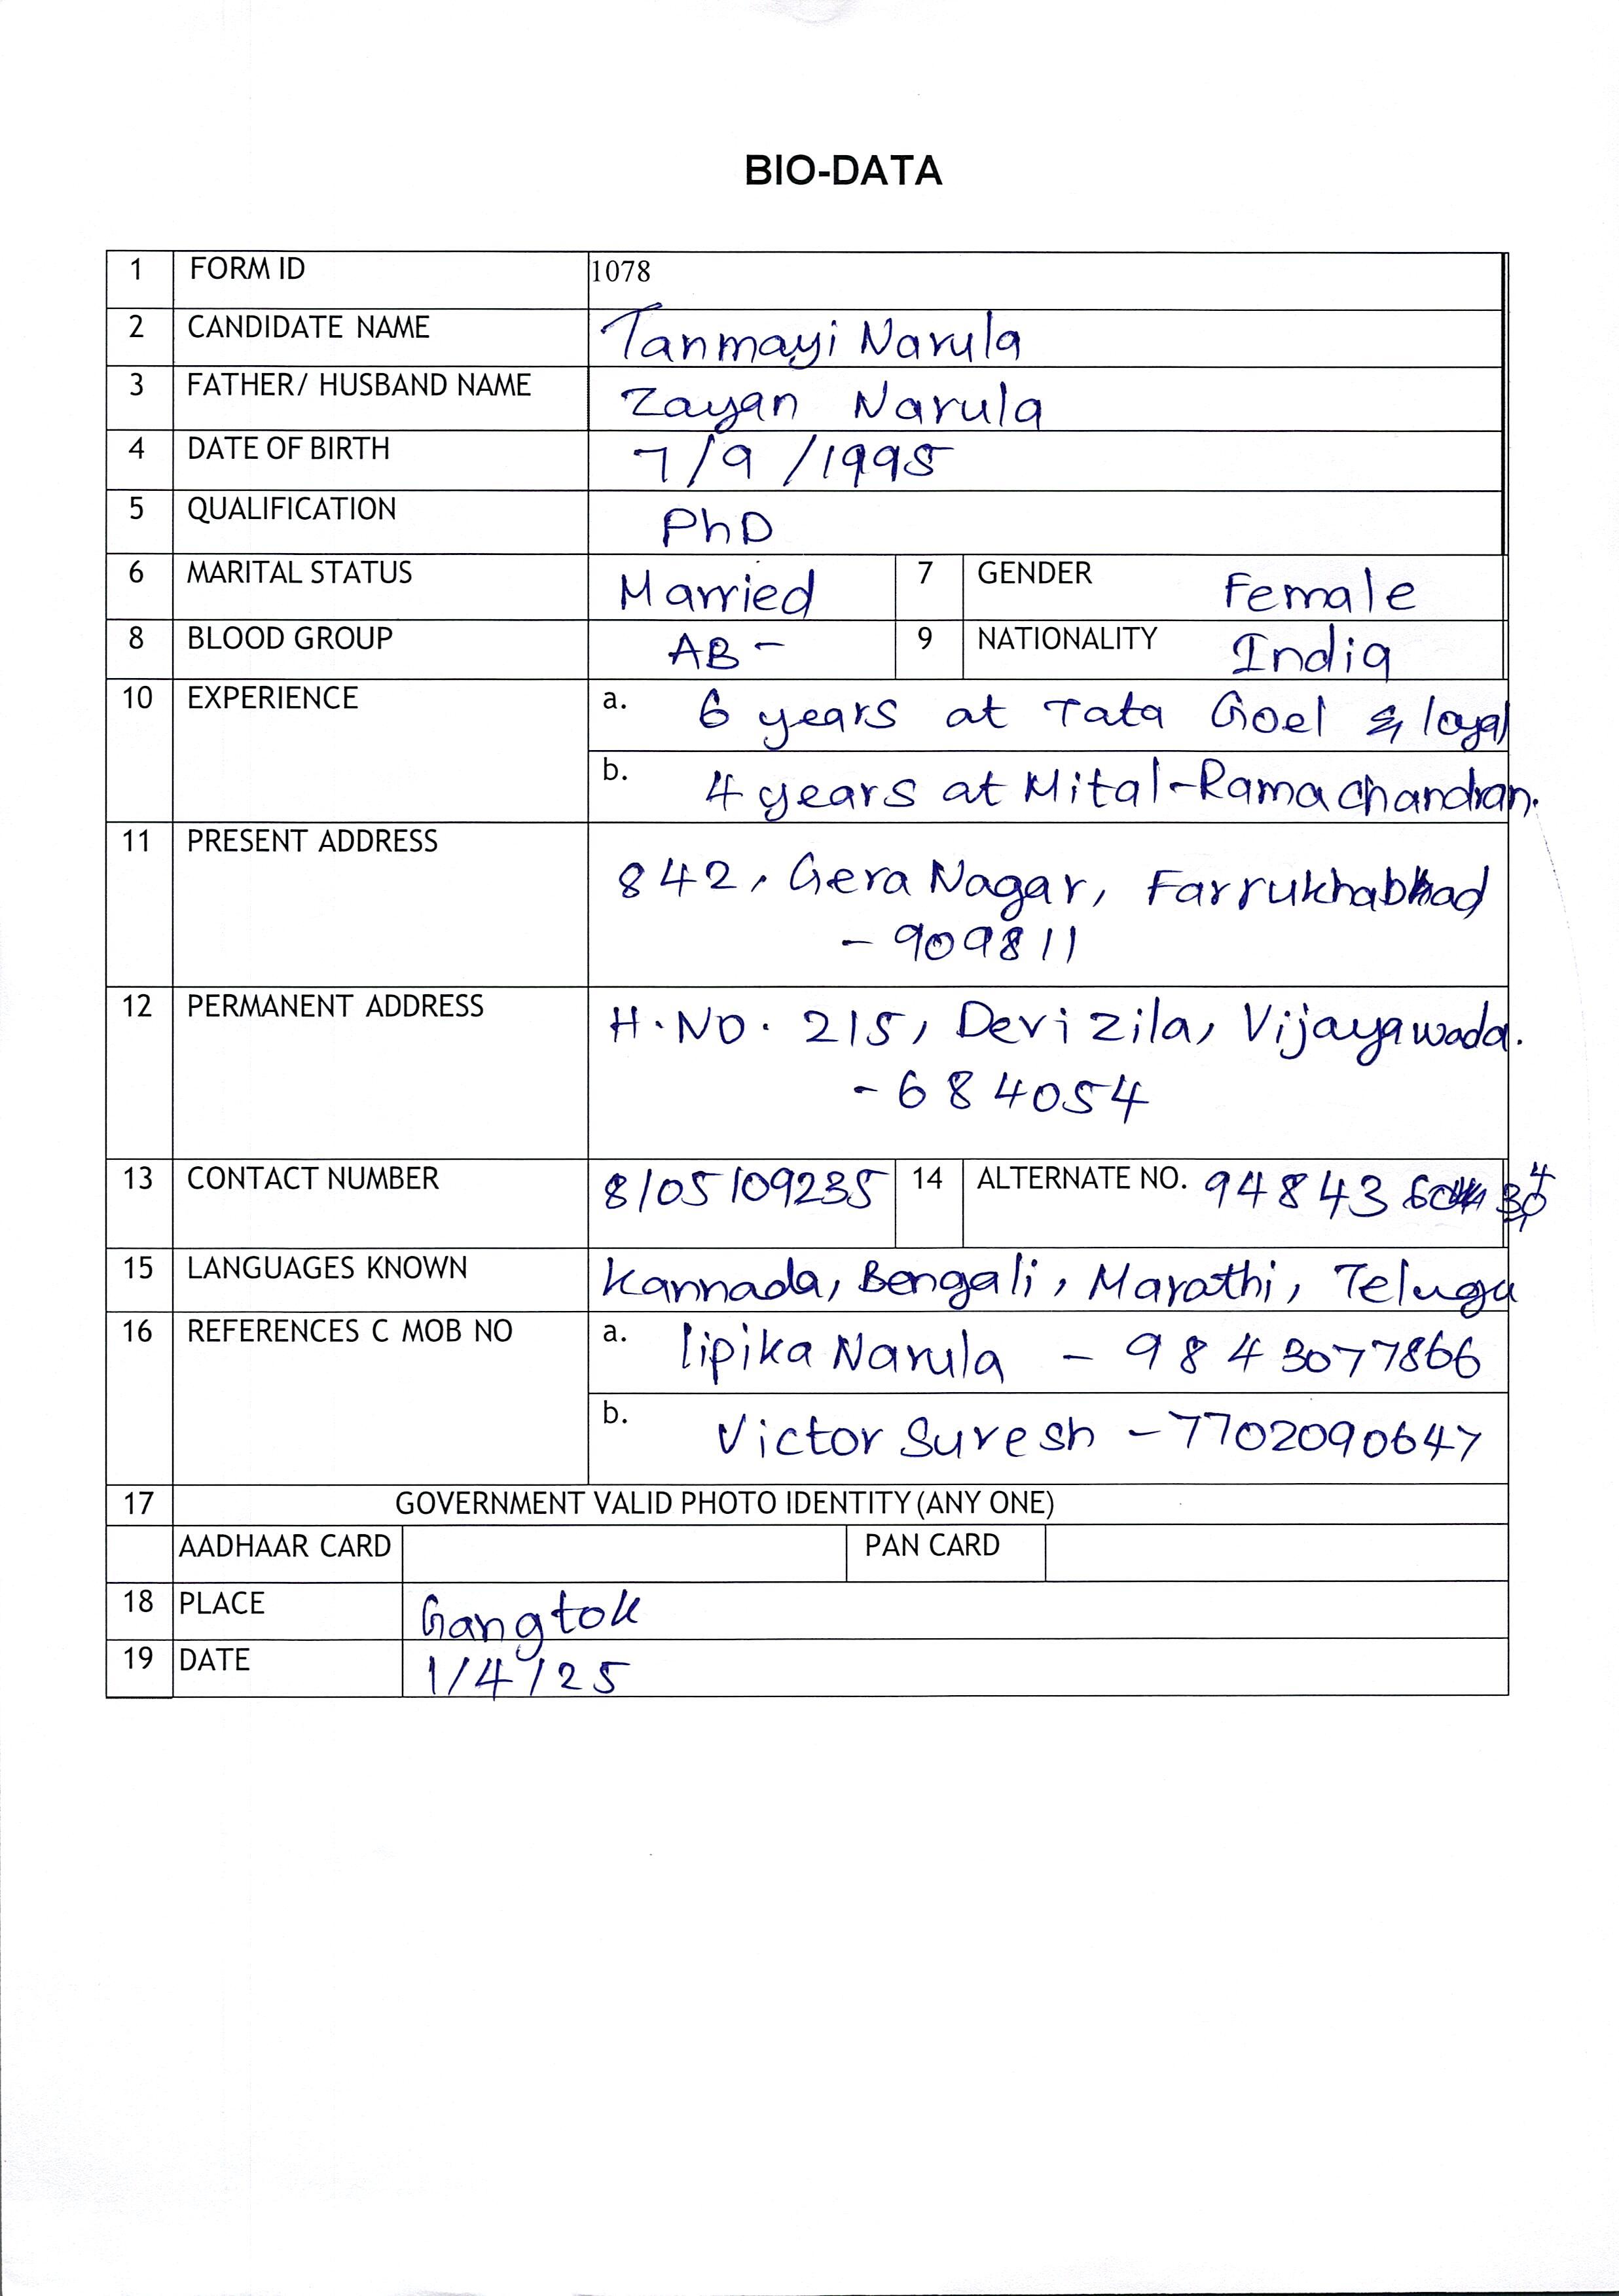 BIO-DATA
1 FORM ID 1078
2 CANDIDATE NAME Tanmayi Narula
3 FATHER/ HUSBAND NAME Zayan Narula
4 DATE OF BIRTH 7/9/1995
5 QUALIFICATION PhD
6 MARITAL STATUS Married 7 GENDER Female
8 BLOOD GROUP AB- 9 NATIONALITY India
10 EXPERIENCE a. 6 years at Tata Goel & loyal
b. 4 years at Mital-Ramachandran.
11 PRESENT ADDRESS
842, Gera Nagar, Farrukhabhad
- 909811
12 PERMANENT ADDRESS H.NO. 215, Devi Zila, Vijayawada.
- 684054
13 CONTACT NUMBER 8105109235 14 ALTERNATE NO.
15 LANGUAGES KNOWN Kannada, Bengali, Marathi, Telugu
16 REFERENCES C MOB NO a. lipika Narula - 9843077866
b. Victor Suresh - 7702090647
17 GOVERNMENT VALID PHOTO IDENTITY (ANY ONE)
AADHAAR CARD PAN CARD
18 PLACE Gangtok
19 DATE 1/4/25